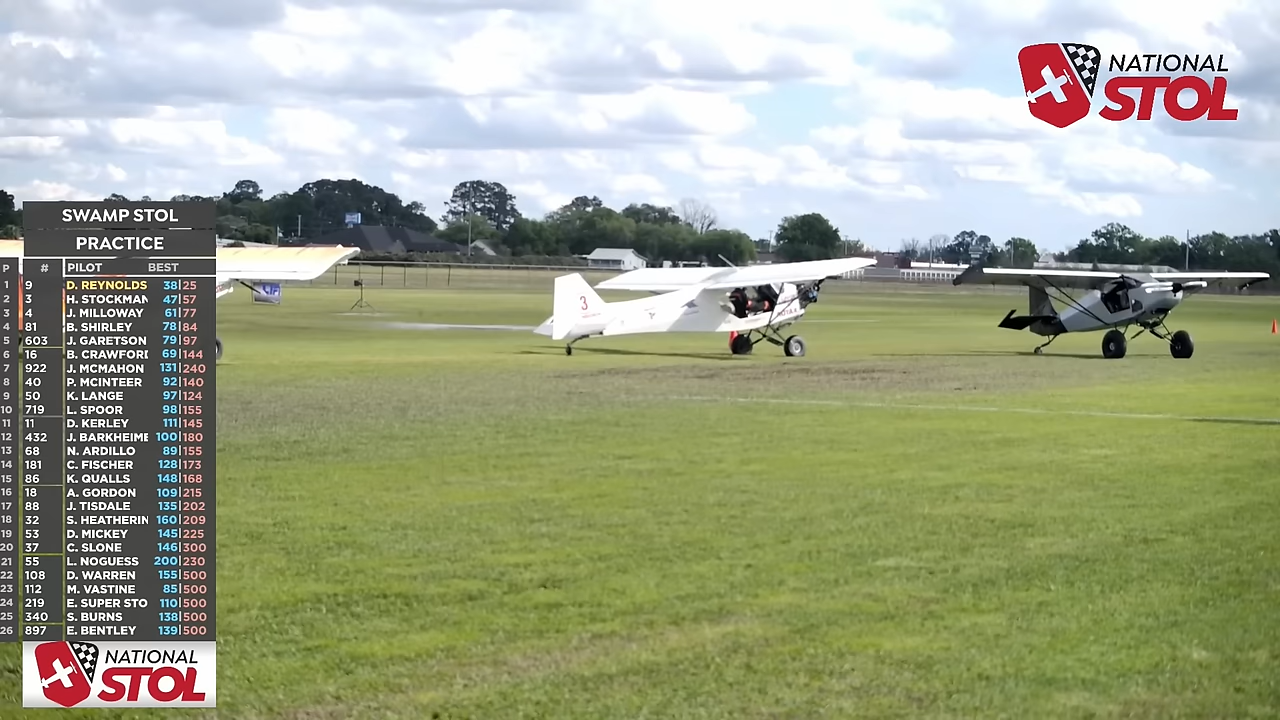 NATIONAL
STOL
SWAMP STOL
PRACTICE
P # PILOT BEST
1 9 D. REYNOLDS 38|25
2 3 H. STOCKMAN 47|57
3 4 J. MILLOWAY 61|77
4 81 B. SHIRLEY 78|84
5 603 J. GARETSON 79|97
6 16 B. CRAWFORD 69|144
7 922 J. MCMAHON 131|240
8 40 P. MCINTEER 92|140
9 50 K. LANGE 97|124
10 719 L. SPOOR 98|155
11 11 D. KERLEY 111|145
12 432 J. BARKHEIME 100|180
13 68 N. ARDILLO 89|155
14 181 C. FISCHER 128|173
15 86 K. QUALLS 148|168
16 18 A. GORDON 109|215
17 88 J. TISDALE 135|202
18 32 S. HEATHERIN 160|209
19 53 D. MICKEY 145|225
20 37 C. SLONE 146|300
21 55 L. NOGUESS 200|230
22 108 D. WARREN 155|500
23 112 M. VASTINE 85|500
24 219 E. SUPER STO 110|500
25 340 S. BURNS 138|500
26 897 E. BENTLEY 139|500
3
NATIONAL
STOL